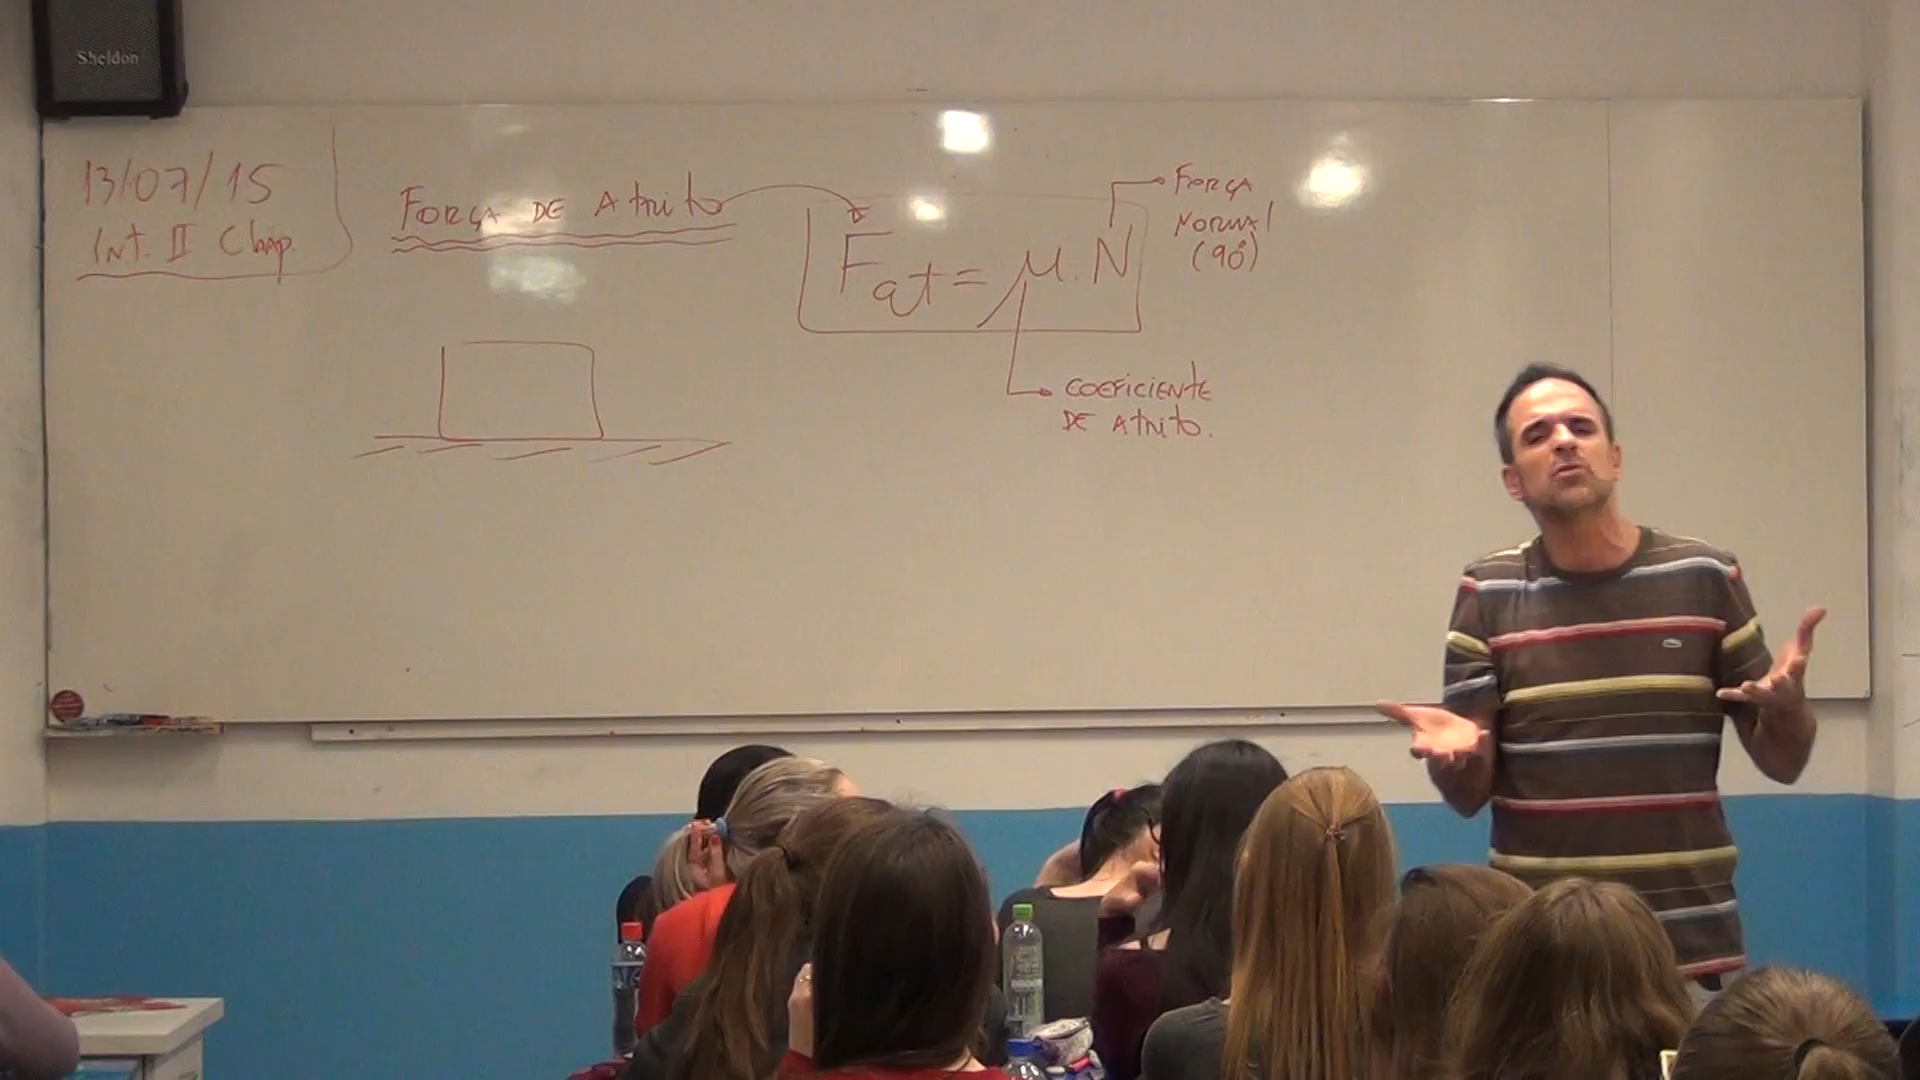 Sheldon
13/07/15
Int. II Chap.
Força de Atrito
Fat = μ.N
Força
Normal
(90°)
coeficiente
de Atrito.